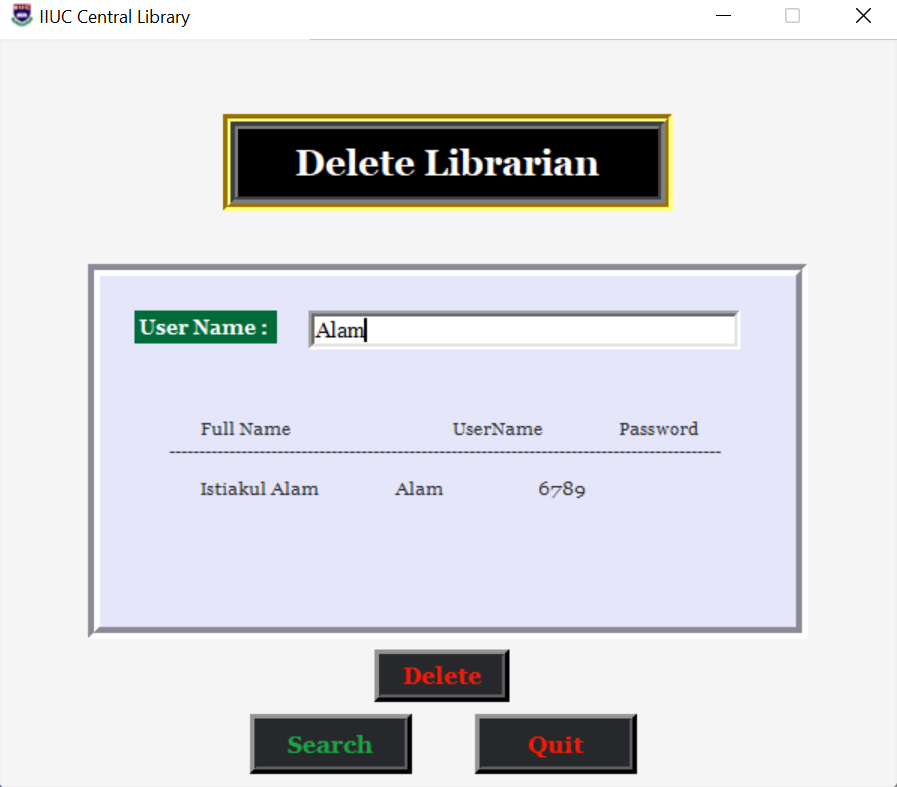 IIUC Central Library
Delete Librarian
User Name : Alam
Full Name UserName Password
--------------------------------------------------------------------------------------------
Istiakul Alam Alam 6789
Delete
Search Quit